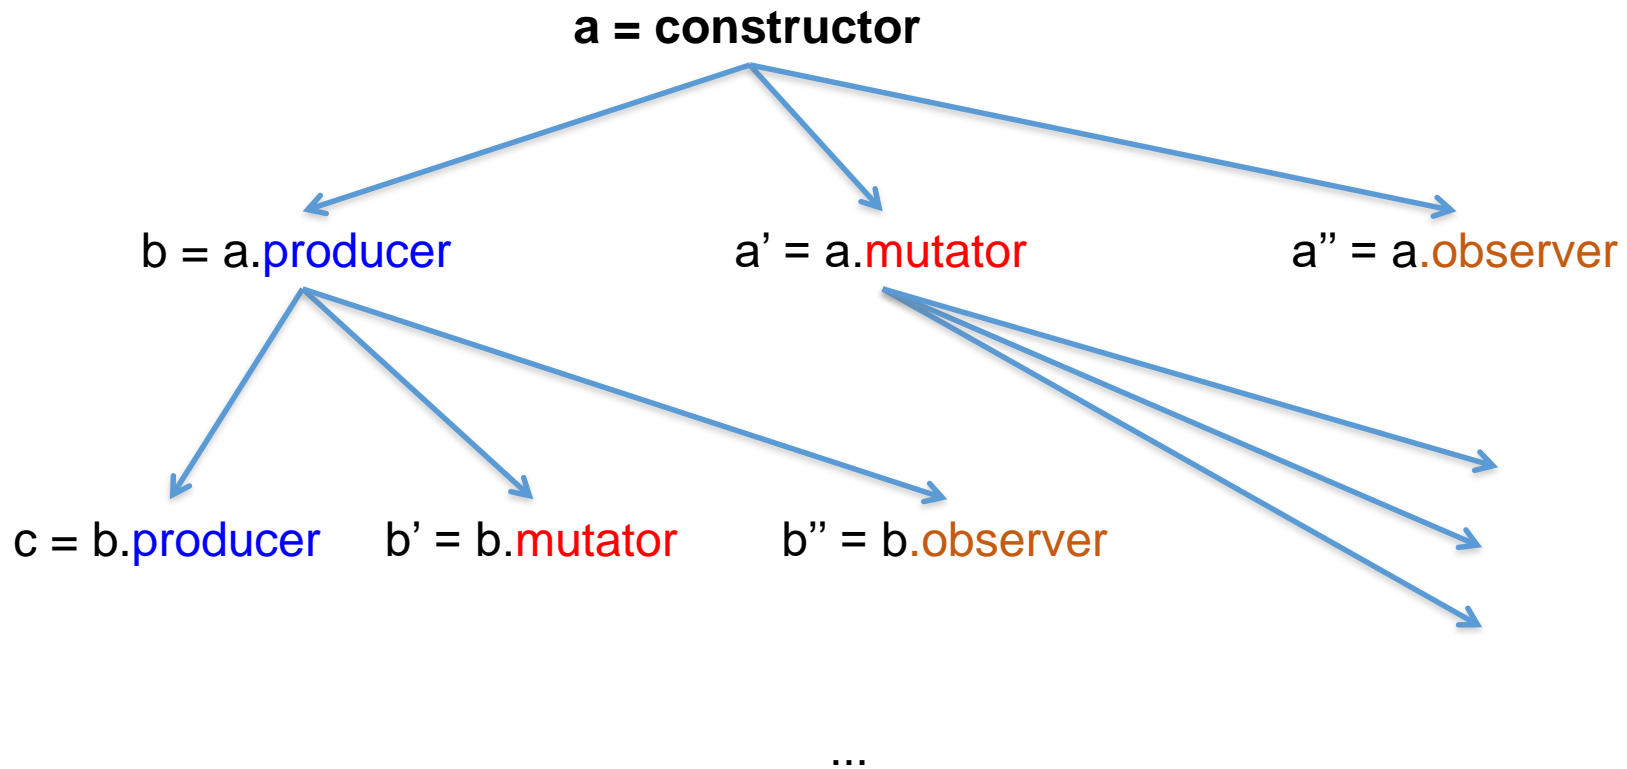 a = constructor
b = a.producer
a’ = a.mutator
a’’ = a.observer
c = b.producer
b’ = b.mutator
b’’ = b.observer
...